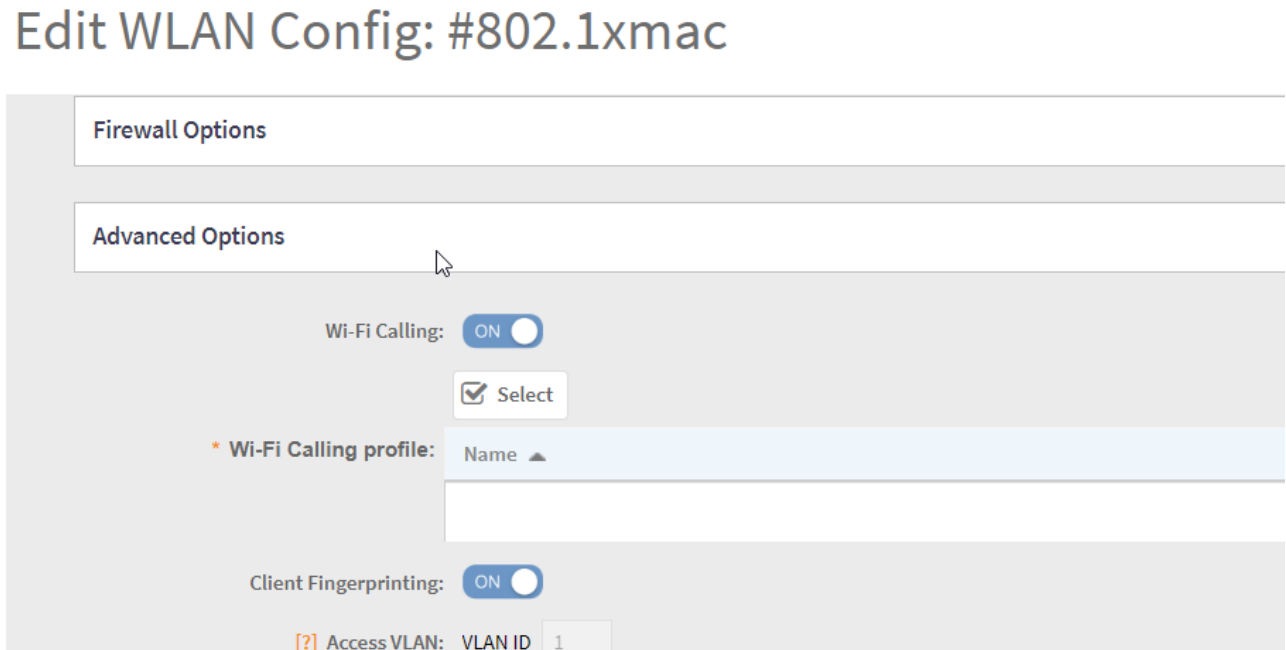 Edit WLAN Config: #802.1xmac
Firewall Options
Advanced Options
Wi-Fi Calling: ON
Select
* Wi-Fi Calling profile: Name
Client Fingerprinting: ON
[?] Access VLAN: VLAN ID 1